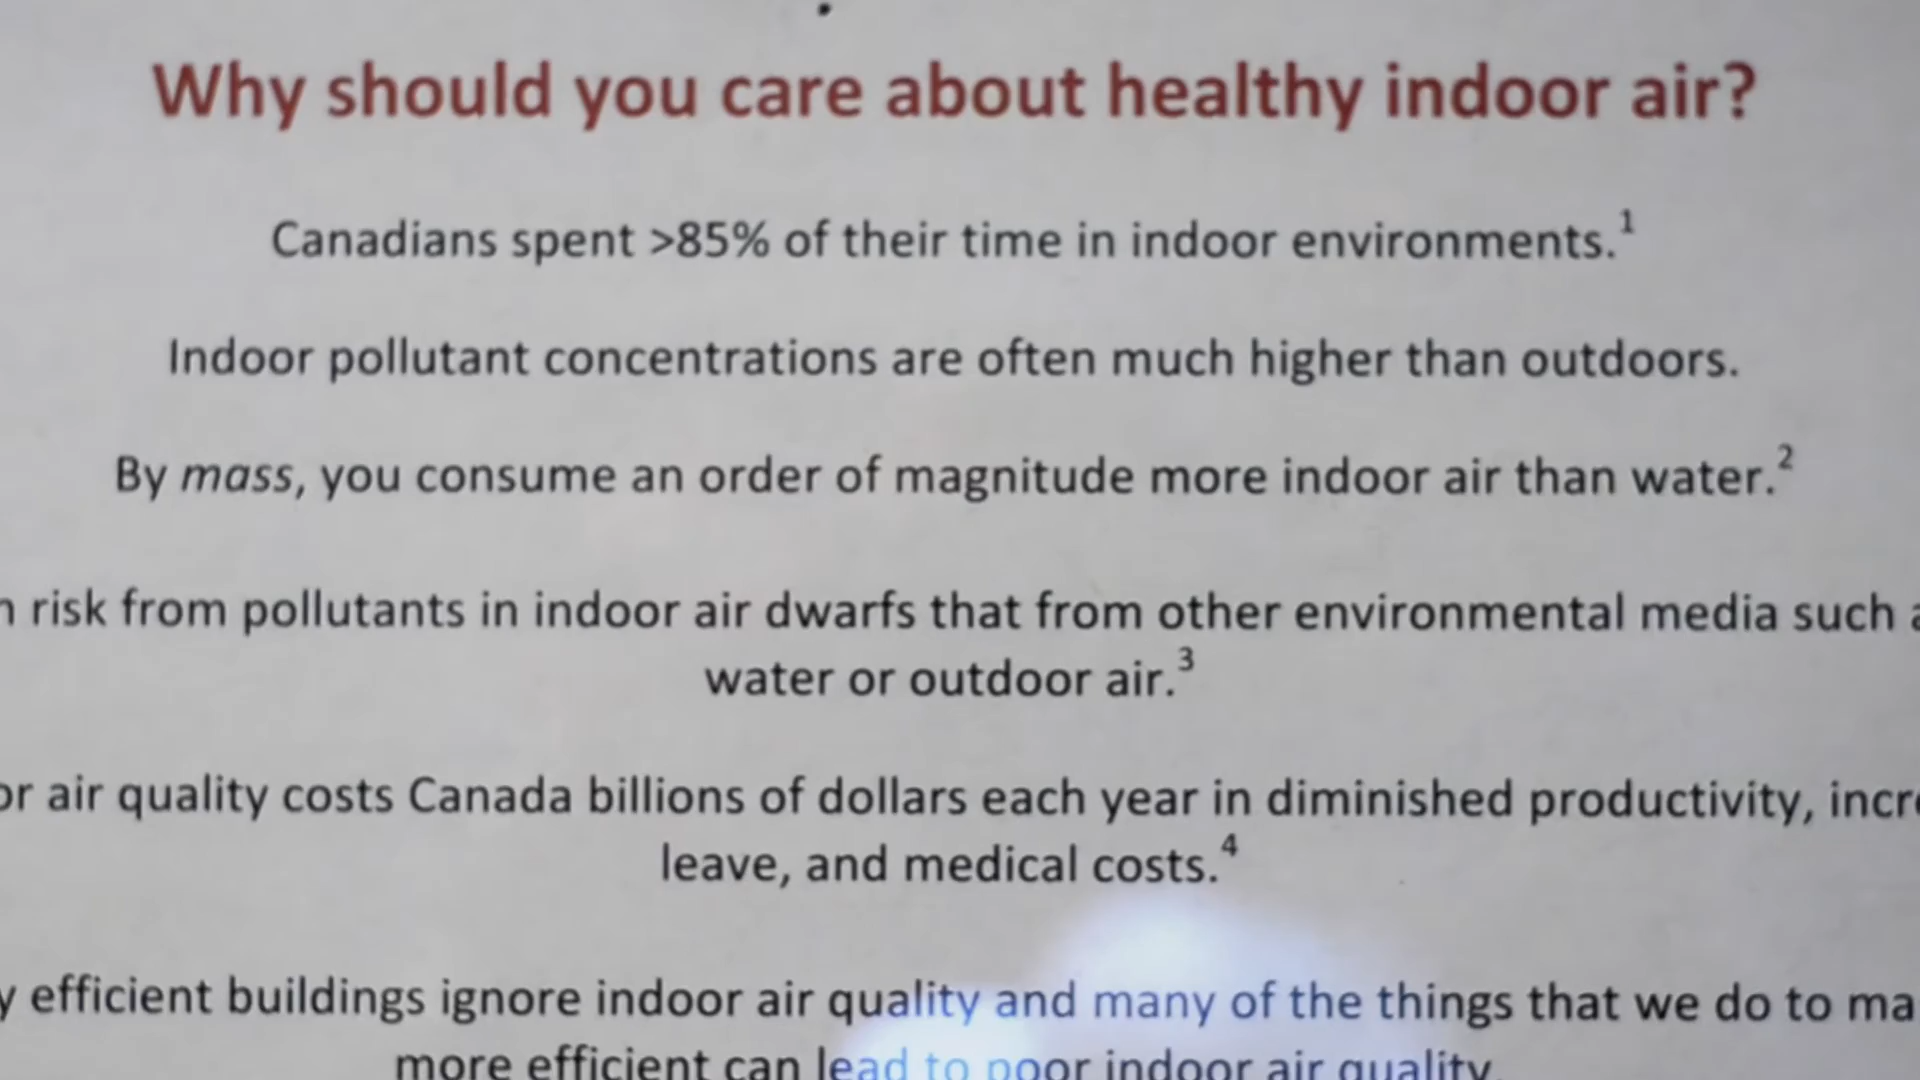 Why should you care about healthy indoor air?
Canadians spent >85% of their time in indoor environments.1
Indoor pollutant concentrations are often much higher than outdoors.
By mass, you consume an order of magnitude more indoor air than water.2
risk from pollutants in indoor air dwarfs that from other environmental media such
water or outdoor air.3
air quality costs Canada billions of dollars each year in diminished productivity,
leave, and medical costs.4
efficient buildings ignore indoor air quality and many of the things that we do to
more efficient can lead to poor indoor air quality.